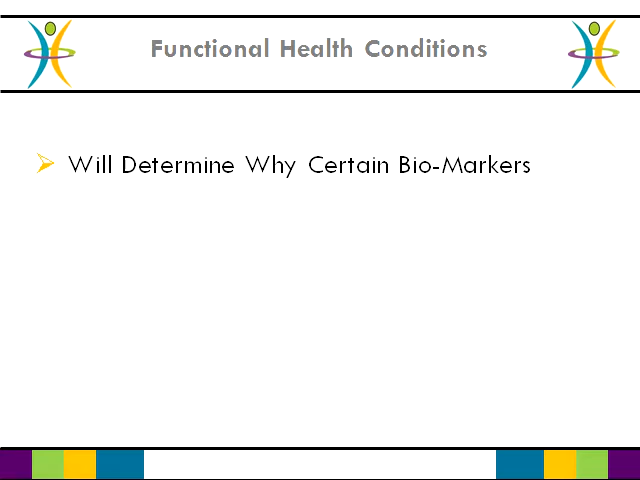 Functional Health Conditions
Will Determine Why Certain Bio-Markers